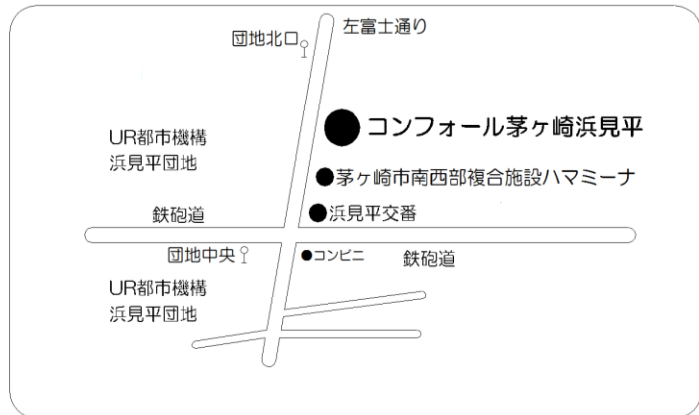 左富士通り
団地北口
コンフォール茅ヶ崎浜見平
UR都市機構
浜見平団地
茅ヶ崎市南西部複合施設ハマミーナ
浜見平交番
鉄砲道
団地中央
コンビニ
鉄砲道
UR都市機構
浜見平団地